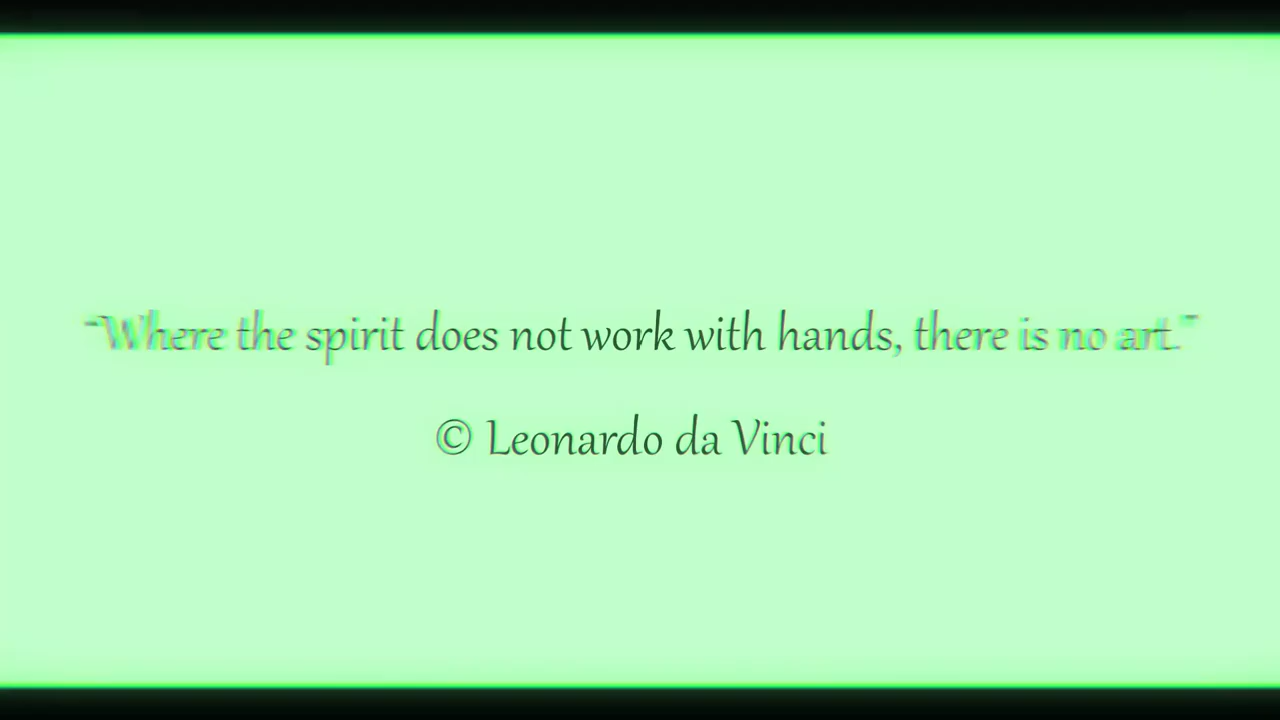 “Where the spirit does not work with hands, there is no art.”
© Leonardo da Vinci